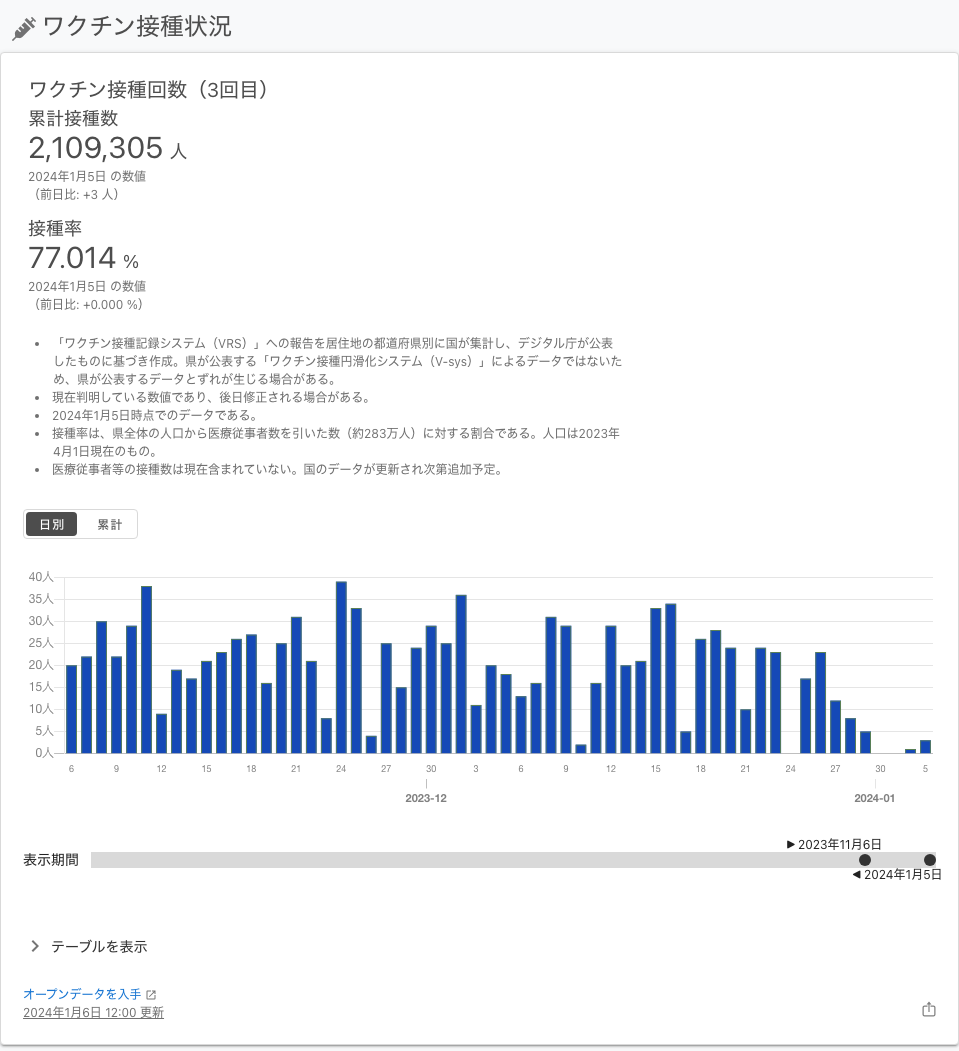 ワクチン接種状況
ワクチン接種回数（3回目）
累計接種数
2,109,305 人
2024年1月5日 の数値
（前日比: +3 人）
接種率
77.014 %
2024年1月5日 の数値
（前日比: +0.000 %）
• 「ワクチン接種記録システム（VRS）」への報告を居住地の都道府県別に国が集計し、デジタル庁が公表
したものに基づき作成。県が公表する「ワクチン接種円滑化システム（V-sys）」によるデータではないた
め、県が公表するデータとずれが生じる場合がある。
• 現在判明している数値であり、後日修正される場合がある。
• 2024年1月5日時点でのデータである。
• 接種率は、県全体の人口から医療従事者数を引いた数（約283万人）に対する割合である。人口は2023年
4月1日現在のもの。
• 医療従事者等の接種数は現在含まれていない。国のデータが更新され次第追加予定。
日別 累計
40人
35人
30人
25人
20人
15人
10人
5人
0人
6 9 12 15 18 21 24 27 30 3 6 9 12 15 18 21 24 27 30 5
2023-12 2024-01
▶ 2023年11月6日
表示期間
◀ 2024年1月5日
テーブルを表示
オープンデータを入手
2024年1月6日 12:00 更新